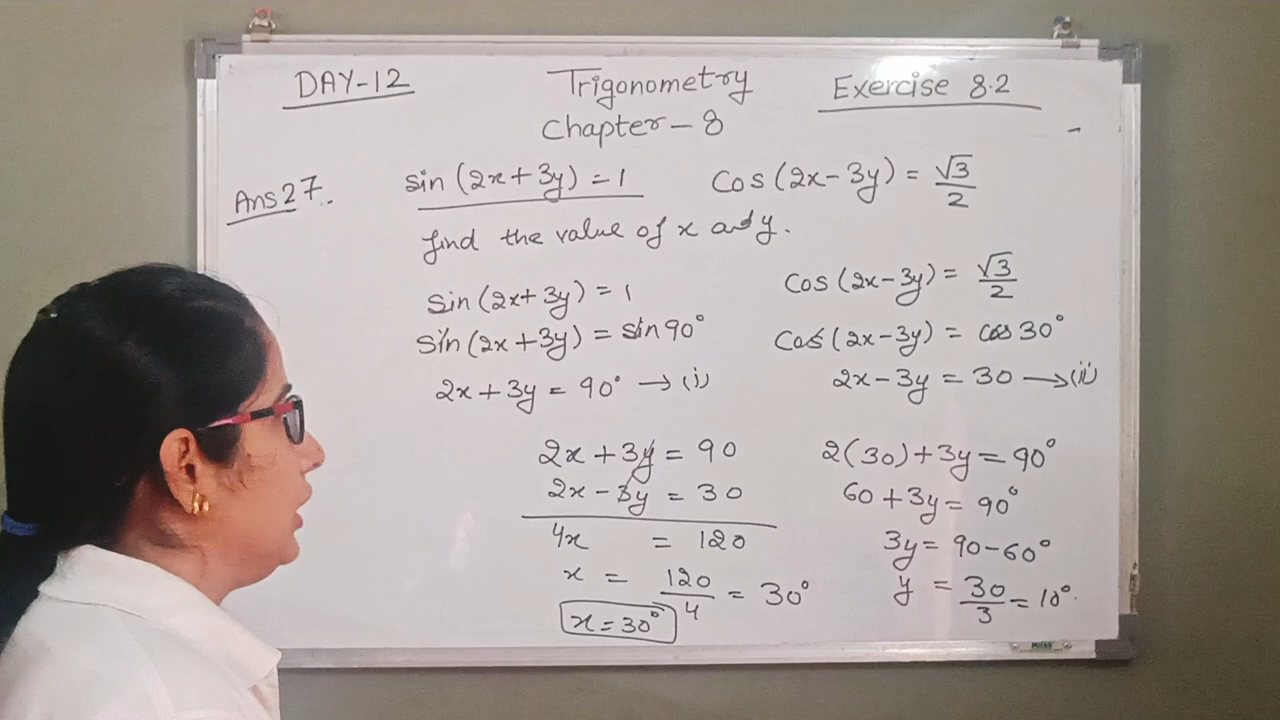 DAY-12
Trigonometry
Chapter - 8
Exercise 8.2
Ans 27.
sin (2x + 3y) = 1
Cos (2x - 3y) = √3/2
find the value of x and y.
Sin (2x + 3y) = 1
Sin (2x + 3y) = sin 90°
2x + 3y = 90° → (i)
Cos (2x - 3y) = √3/2
Cos (2x - 3y) = cos 30°
2x - 3y = 30 → (ii)
2x + 3y = 90
2x - 3y = 30
4x = 120
x = 120/4 = 30°
x = 30°
2(30) + 3y = 90°
60 + 3y = 90°
3y = 90 - 60°
y = 30/3 = 10°.